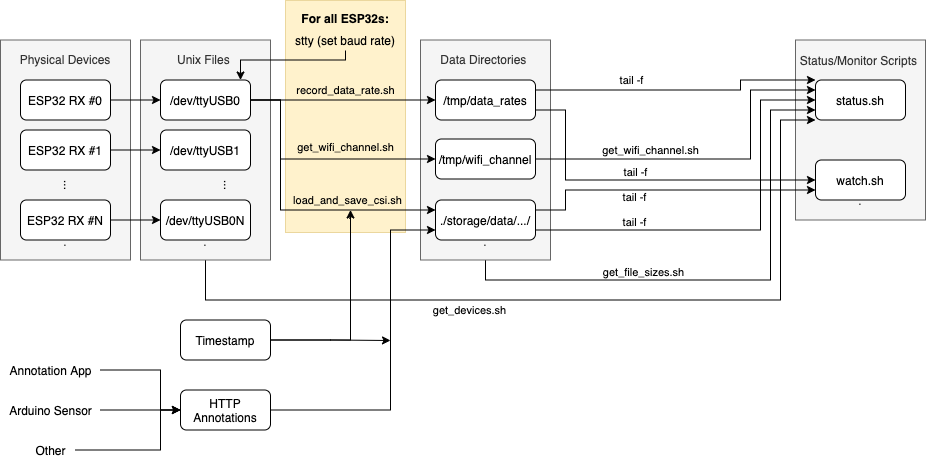 For all ESP32s:
stty (set baud rate)
Physical Devices
Unix Files
Data Directories
Status/Monitor Scripts
ESP32 RX #0
/dev/ttyUSB0
record_data_rate.sh
/tmp/data_rates
tail -f
status.sh
ESP32 RX #1
/dev/ttyUSB1
get_wifi_channel.sh
/tmp/wifi_channel
get_wifi_channel.sh
tail -f
watch.sh
ESP32 RX #N
/dev/ttyUSB0N
load_and_save_csi.sh
./storage/data/.../
tail -f
tail -f
get_file_sizes.sh
get_devices.sh
Timestamp
Annotation App
Arduino Sensor
HTTP
Annotations
Other